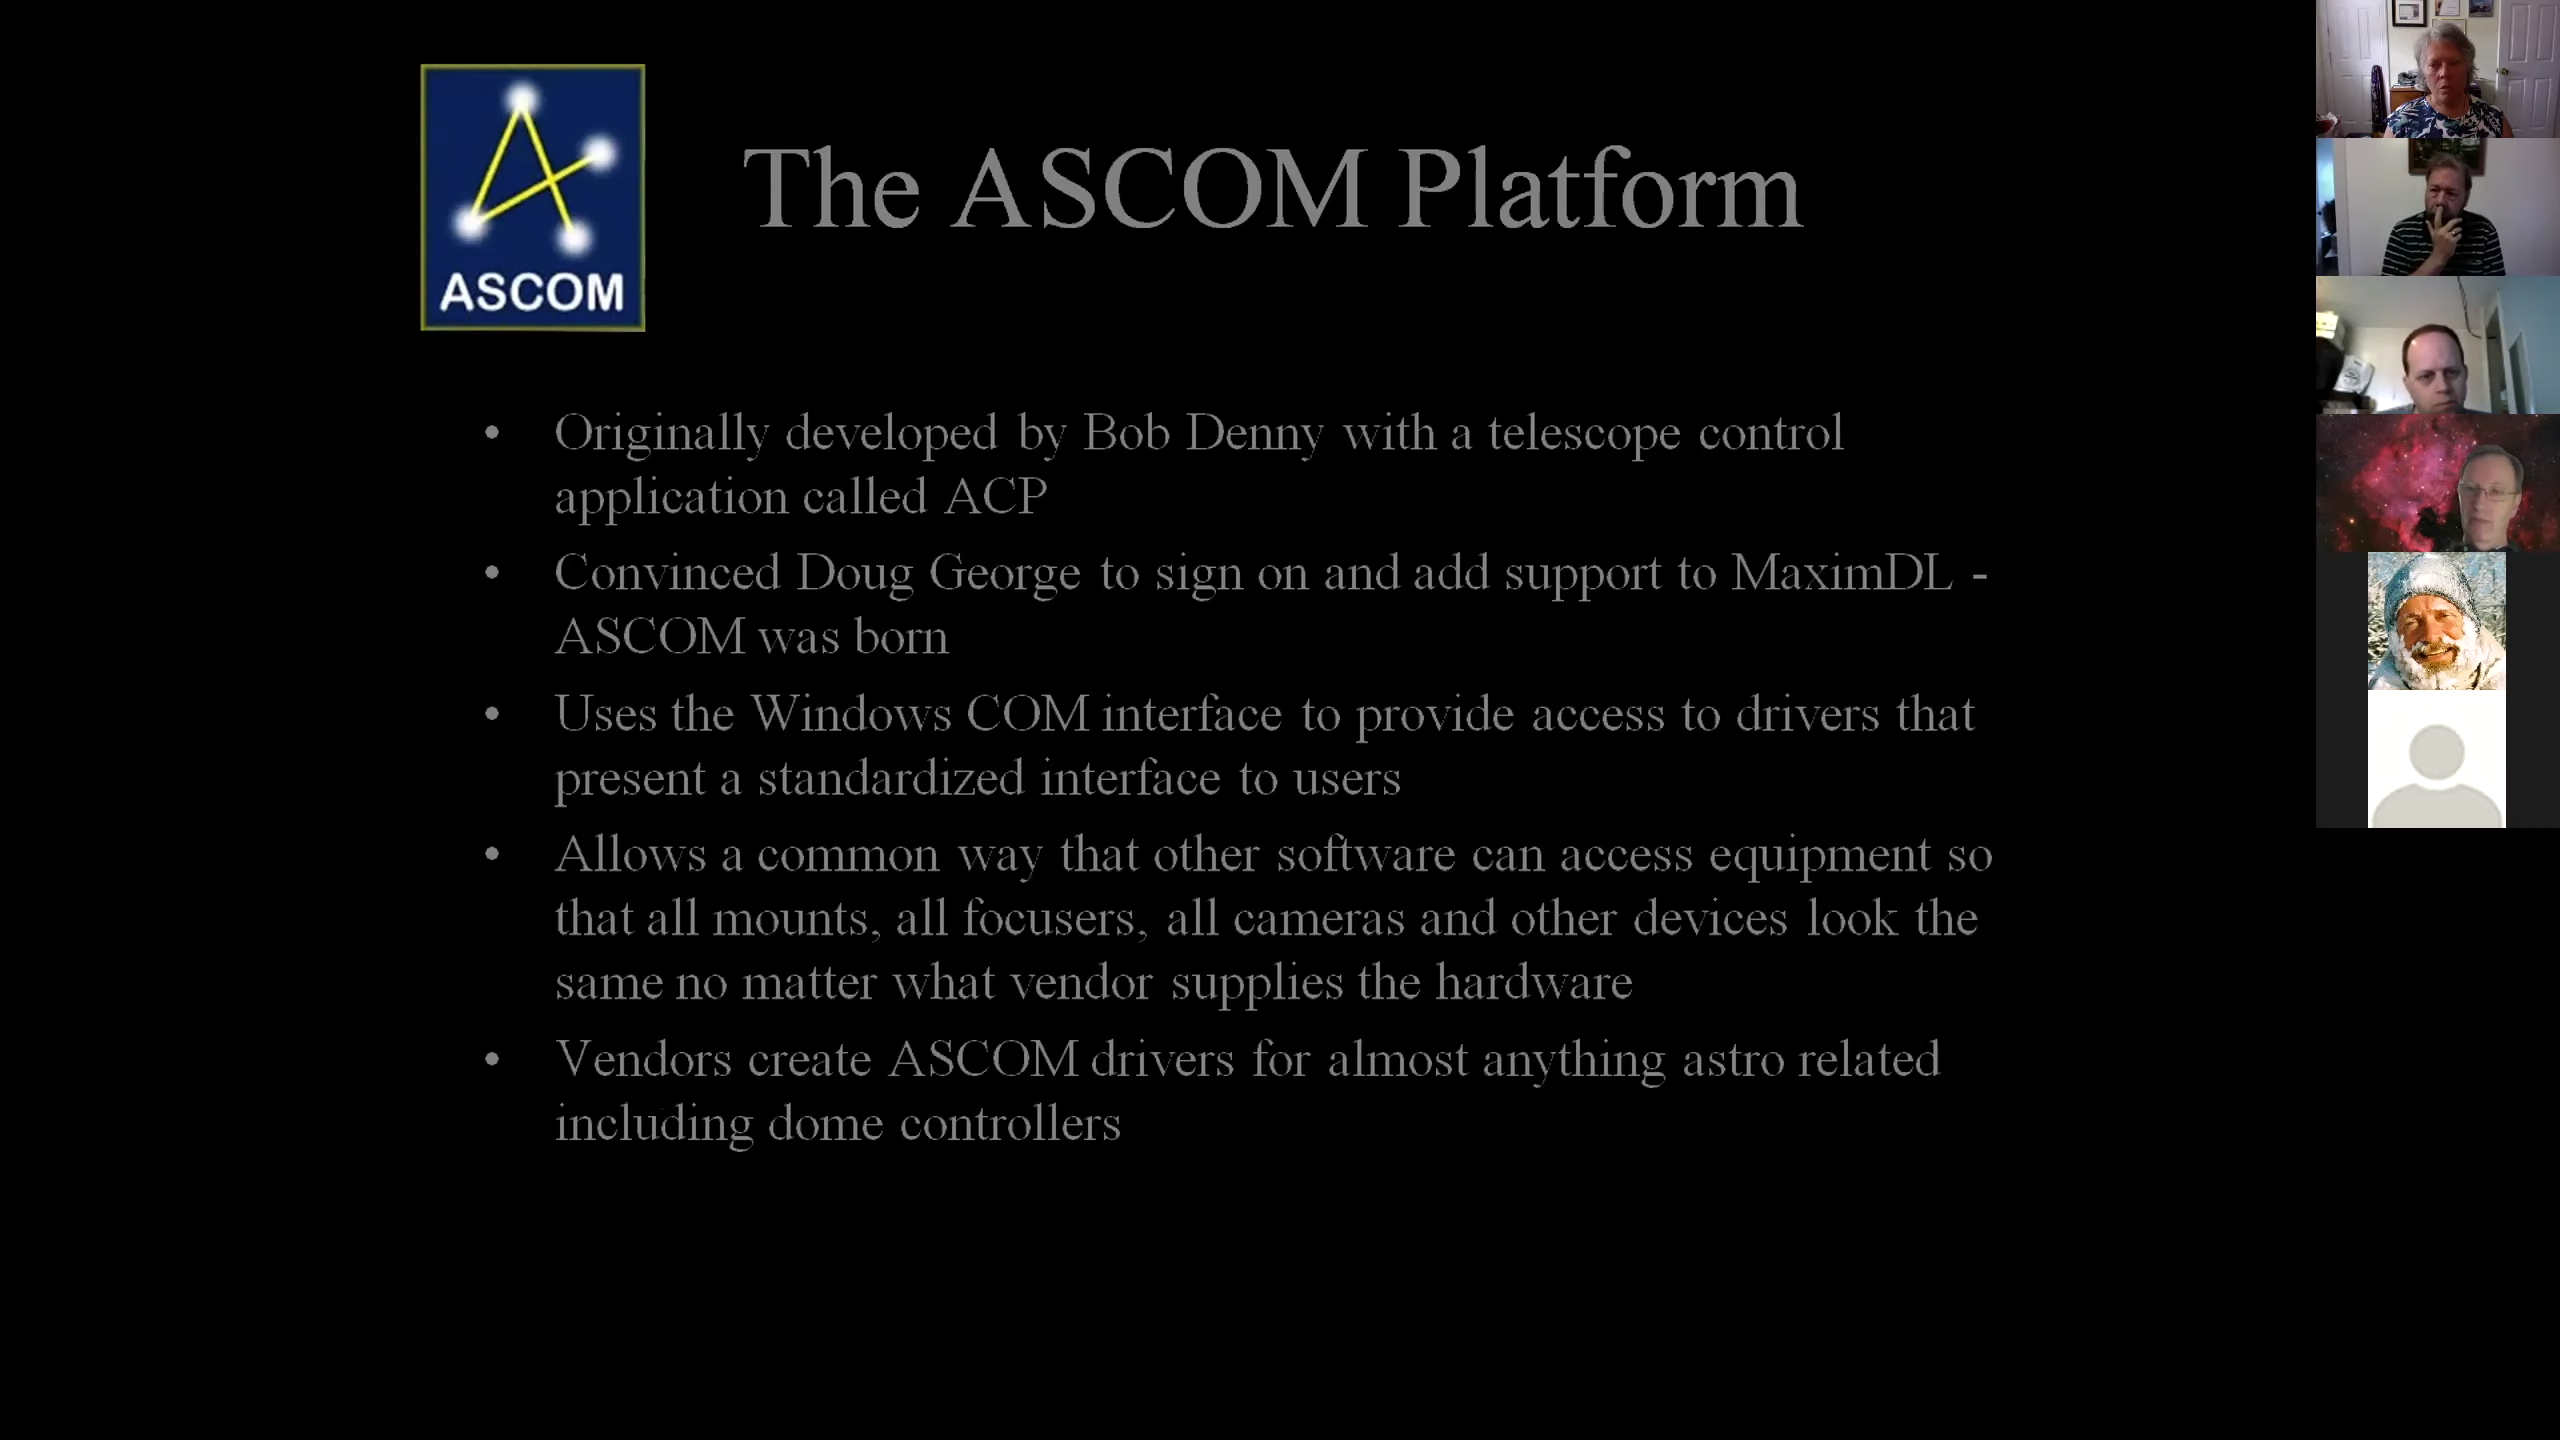 The ASCOM Platform
ASCOM
• Originally developed by Bob Denny with a telescope control
application called ACP
• Convinced Doug George to sign on and add support to MaximDL -
ASCOM was born
• Uses the Windows COM interface to provide access to drivers that
present a standardized interface to users
• Allows a common way that other software can access equipment so
that all mounts, all focusers, all cameras and other devices look the
same no matter what vendor supplies the hardware
• Vendors create ASCOM drivers for almost anything astro related
including dome controllers